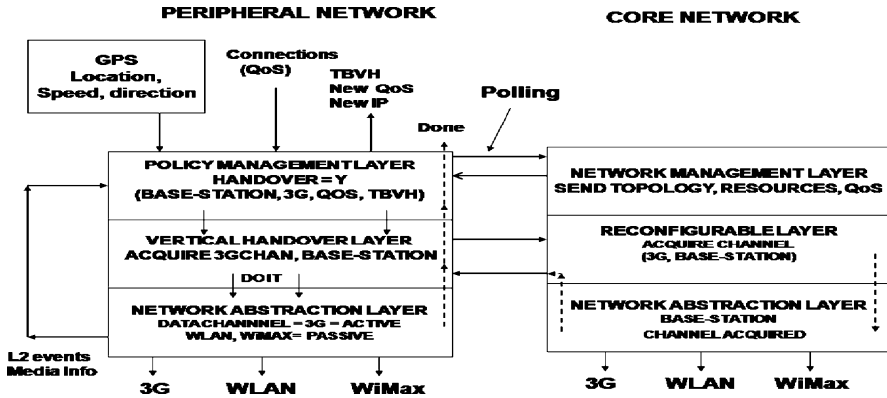 PERIPHERAL NETWORK
CORE NETWORK
GPS
Location,
Speed, direction
Connections
(QoS)
TBVH
New QoS
New IP
Done
Polling
POLICY MANAGEMENT LAYER
HANDOVER = Y
(BASE-STATION, 3G, QOS, TBVH)
VERTICAL HANDOVER LAYER
ACQUIRE 3GCHAN, BASE-STATION
DO IT
NETWORK ABSTRACTION LAYER
DATACHANNNEL = 3G = ACTIVE
WLAN, WiMAX= PASSIVE
L2 events
Media Info
3G
WLAN
WiMax
NETWORK MANAGEMENT LAYER
SEND TOPOLOGY, RESOURCES, QoS
RECONFIGURABLE LAYER
ACQUIRE CHANNEL
(3G, BASE-STATION)
NETWORK ABSTRACTION LAYER
BASE-STATION
CHANNEL ACQUIRED
3G
WLAN
WiMax